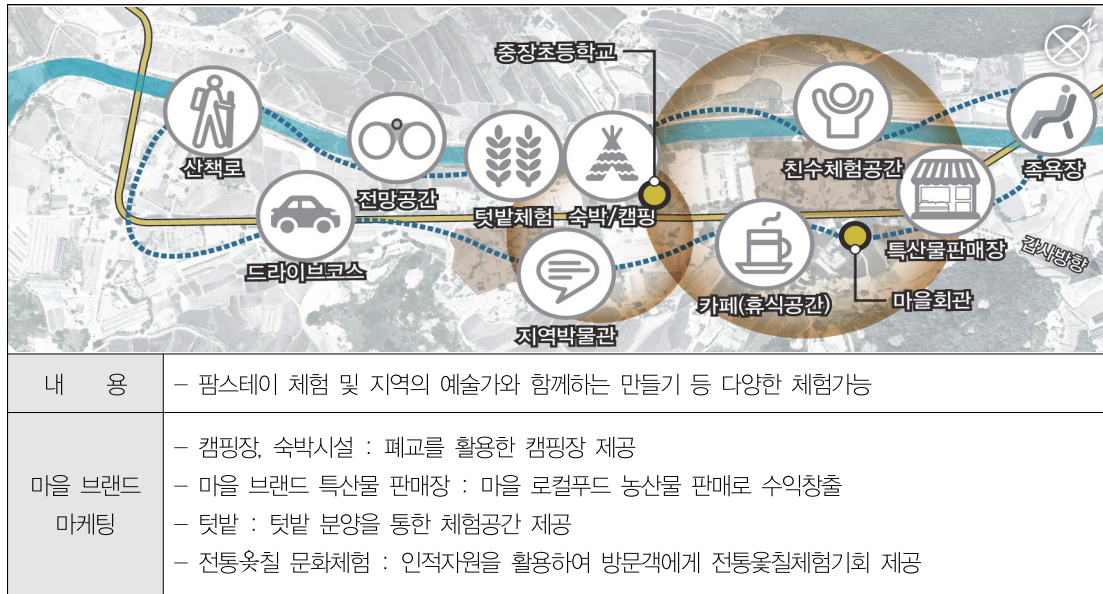 N
중장초등학교
산책로
전망공간
텃밭체험
숙박/캠핑
친수체험공간
족욕장
드라이브코스
지역박물관
카페(휴식공간)
마을회관
특산물판매장
감사방향
내 용
– 팜스테이 체험 및 지역의 예술가와 함께하는 만들기 등 다양한 체험가능
마을 브랜드
마케팅
– 캠핑장, 숙박시설 : 폐교를 활용한 캠핑장 제공
– 마을 브랜드 특산물 판매장 : 마을 로컬푸드 농산물 판매로 수익창출
– 텃밭 : 텃밭 분양을 통한 체험공간 제공
– 전통옷칠 문화체험 : 인적자원을 활용하여 방문객에게 전통옻칠체험기회 제공